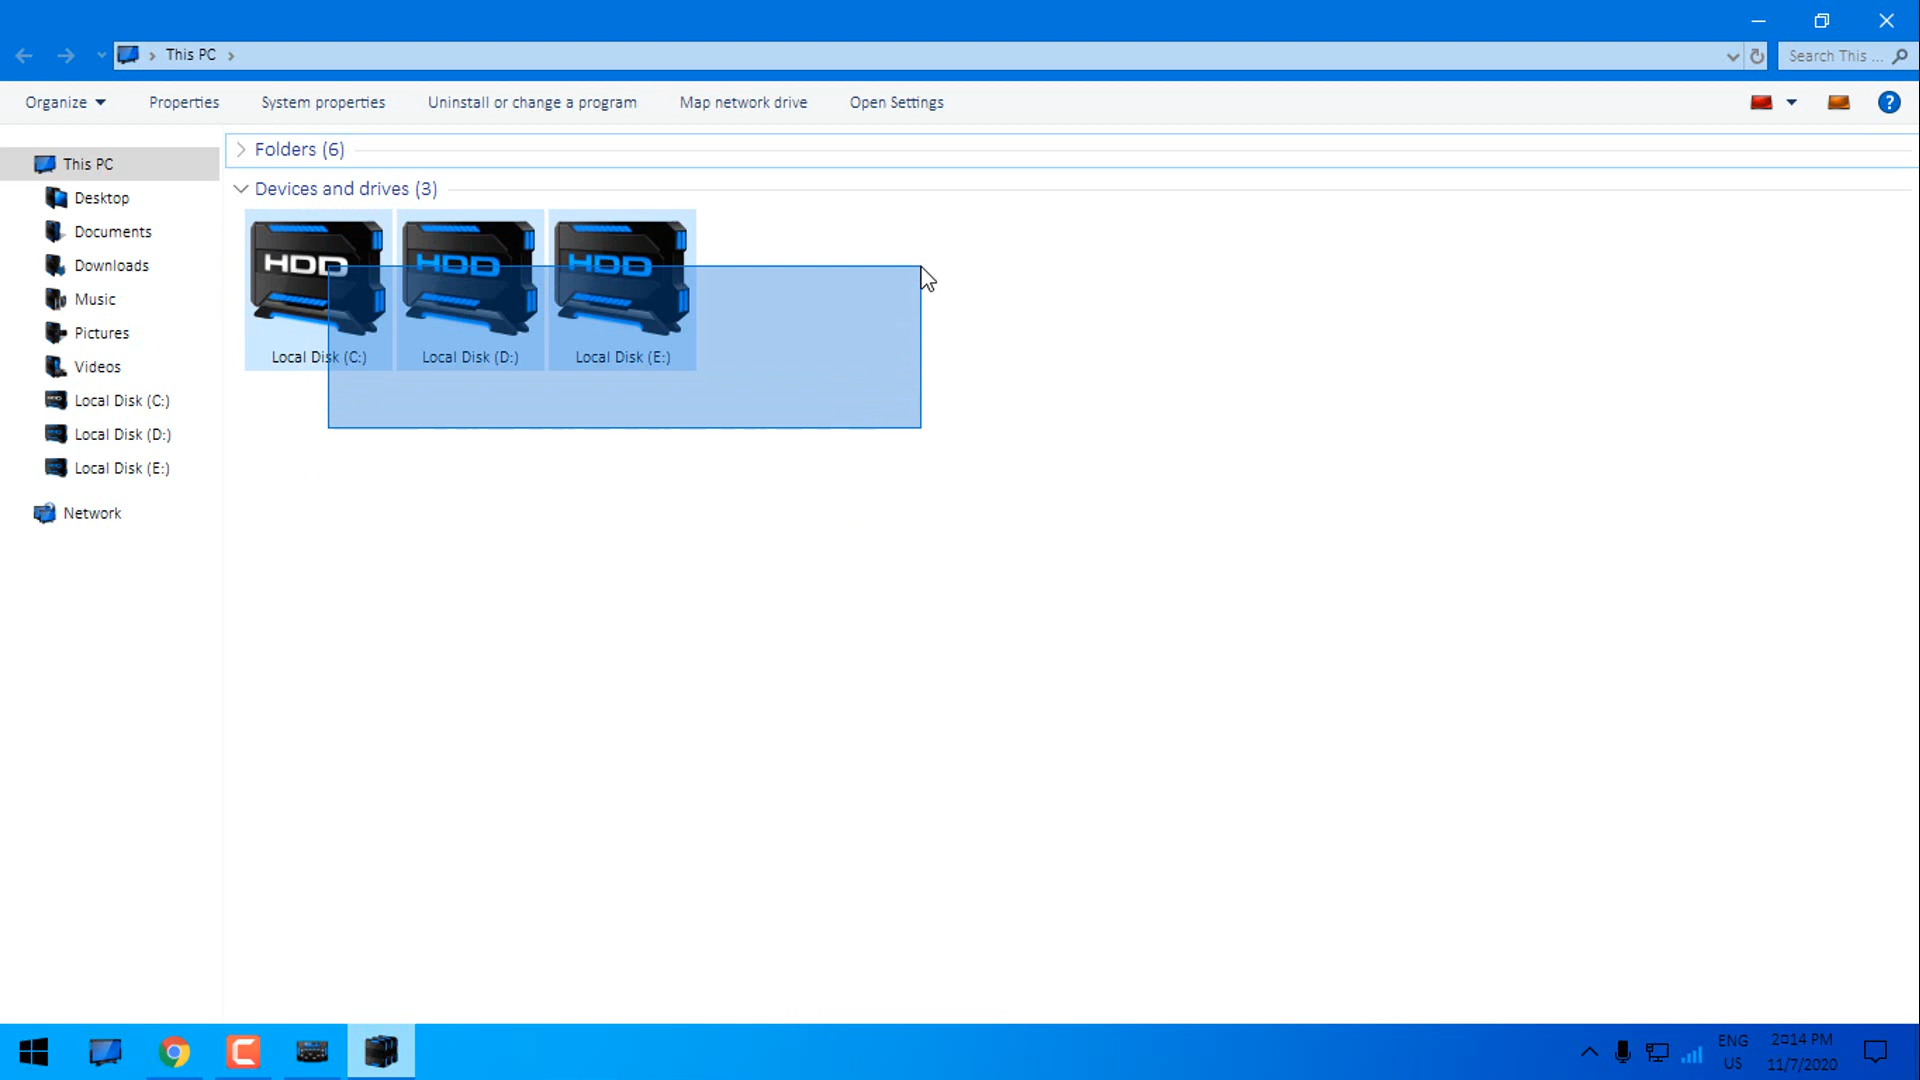 This PC
Search This ...
Organize
Properties
System properties
Uninstall or change a program
Map network drive
Open Settings
?
Folders (6)
Devices and drives (3)
HDD
HDD
HDD
Local Disk (C:)
Local Disk (D:)
Local Disk (E:)
This PC
Desktop
Documents
Downloads
Music
Pictures
Videos
Local Disk (C:)
Local Disk (D:)
Local Disk (E:)
Network
ENG
US
2□14 PM
11/7/2020